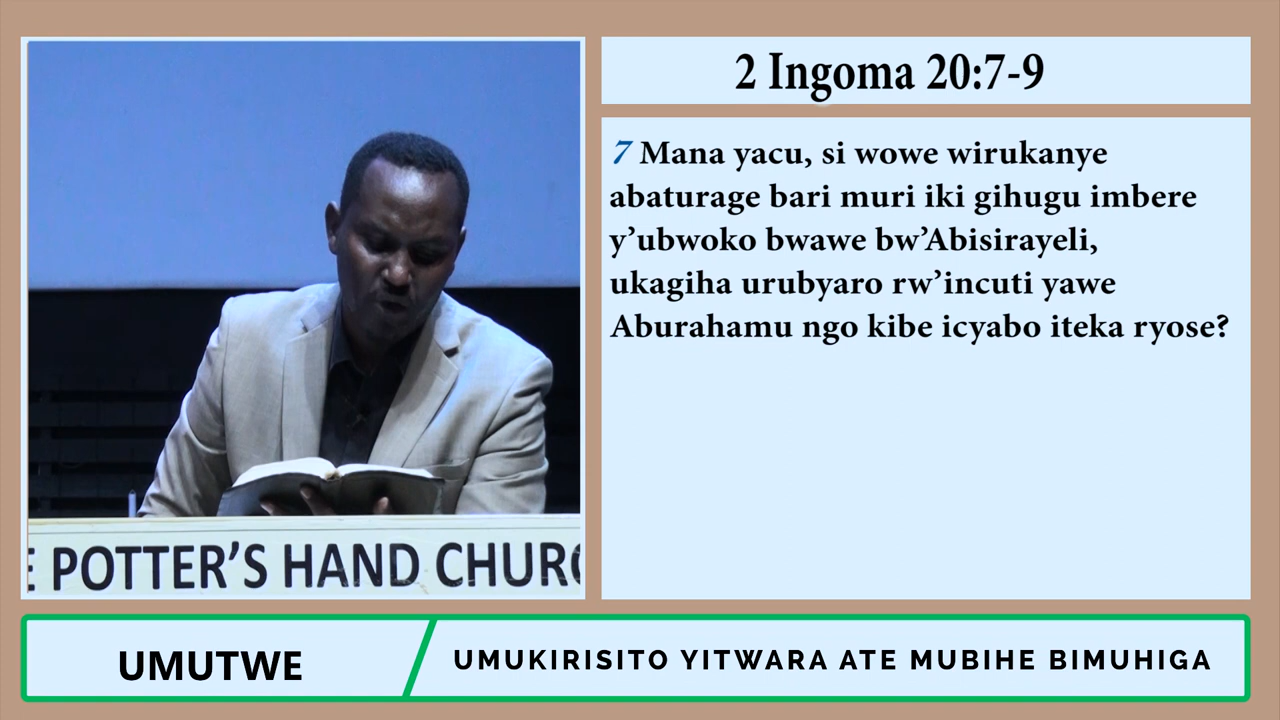 2 Ingoma 20:7-9
7 Mana yacu, si wowe wirukanye
abaturage bari muri iki gihugu imbere
y’ubwoko bwawe bw’Abisirayeli,
ukagiha urubyaro rw’incuti yawe
Aburahamu ngo kibe icyabo iteka ryose?
E POTTER’S HAND CHURC
UMUTWE
UMUKIRISITO YITWARA ATE MUBIHE BIMUHIGA